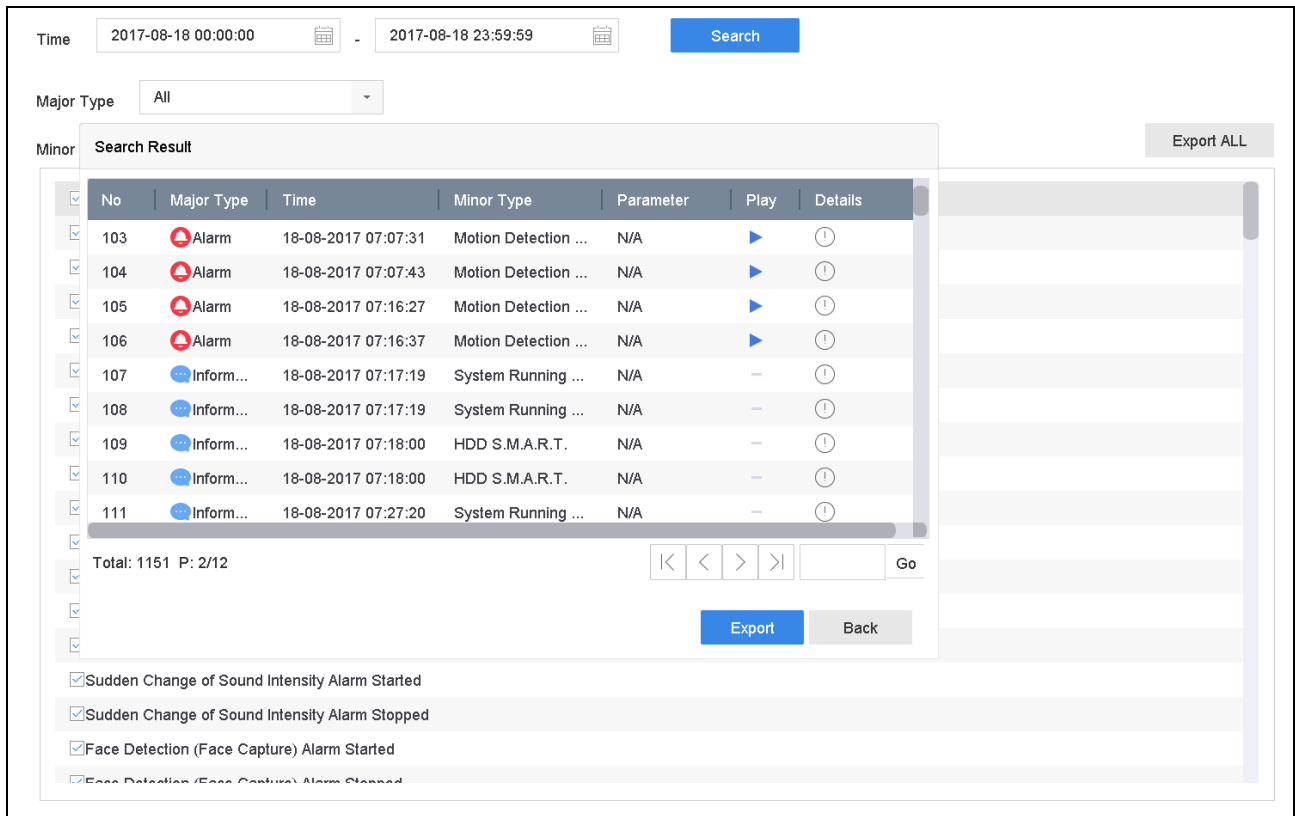 Time 2017-08-18 00:00:00 - 2017-08-18 23:59:59 Search
Major Type All
Export ALL
Minor Search Result
No Major Type Time Minor Type Parameter Play Details
103 Alarm 18-08-2017 07:07:31 Motion Detection ... N/A
104 Alarm 18-08-2017 07:07:43 Motion Detection ... N/A
105 Alarm 18-08-2017 07:16:27 Motion Detection ... N/A
106 Alarm 18-08-2017 07:16:37 Motion Detection ... N/A
107 Inform... 18-08-2017 07:17:19 System Running ... N/A –
108 Inform... 18-08-2017 07:17:19 System Running ... N/A –
109 Inform... 18-08-2017 07:18:00 HDD S.M.A.R.T. N/A –
110 Inform... 18-08-2017 07:18:00 HDD S.M.A.R.T. N/A –
111 Inform... 18-08-2017 07:27:20 System Running ... N/A –
Total: 1151 P: 2/12 Go
Export Back
Sudden Change of Sound Intensity Alarm Started
Sudden Change of Sound Intensity Alarm Stopped
Face Detection (Face Capture) Alarm Started
Face Detection (Face Capture) Alarm Stopped